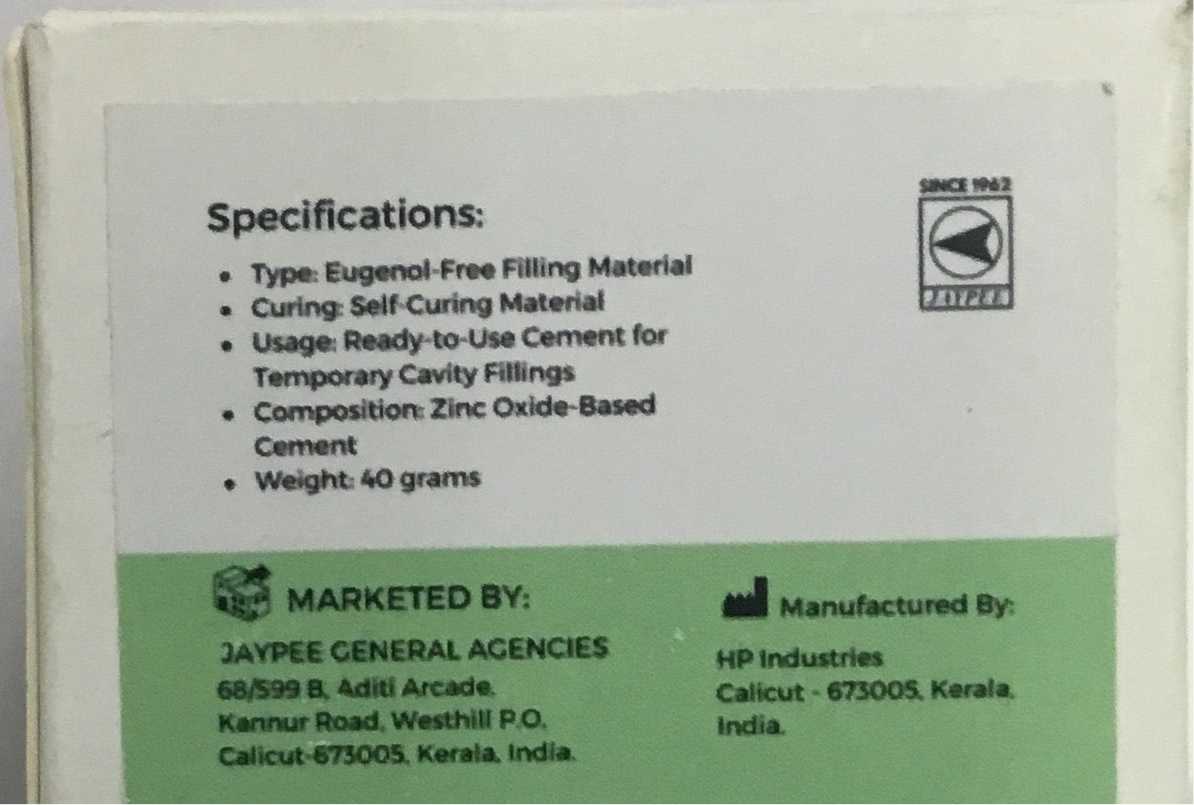 SINCE 1962
JAYPEE
Specifications:
• Type: Eugenol-Free Filling Material
• Curing: Self-Curing Material
• Usage: Ready-to-Use Cement for
Temporary Cavity Fillings
• Composition: Zinc Oxide-Based
Cement
• Weight: 40 grams
MARKETED BY:
JAYPEE GENERAL AGENCIES
68/599 B, Aditi Arcade,
Kannur Road, Westhill P.O,
Calicut-673005, Kerala, India.
Manufactured By:
HP Industries
Calicut - 673005, Kerala,
India.